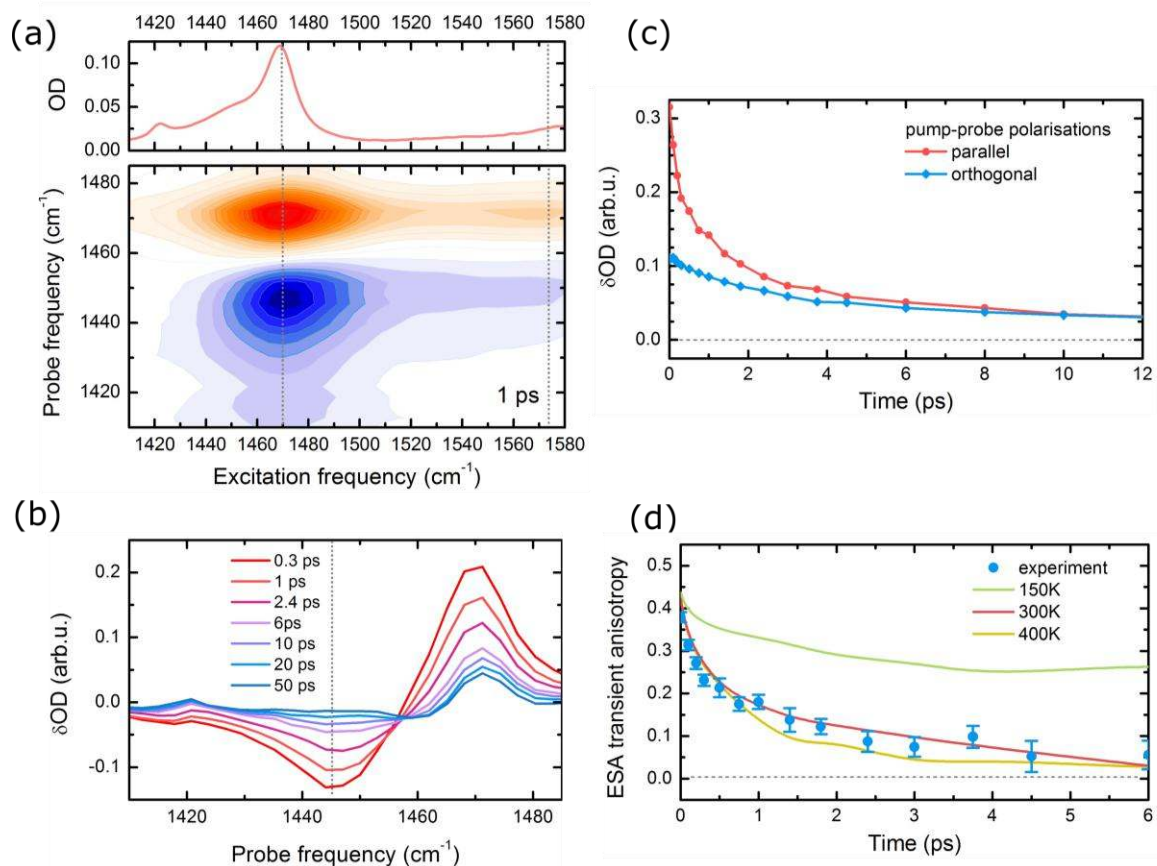 (a)
1420 1440 1460 1480 1500 1520 1540 1560 1580
OD
0.10
0.05
0.00
Probe frequency (cm⁻¹)
1480
1460
1440
1420
1 ps
1420 1440 1460 1480 1500 1520 1540 1560 1580
Excitation frequency (cm⁻¹)
(c)
δOD (arb.u.)
0.3
0.2
0.1
0.0
pump-probe polarisations
parallel
orthogonal
0 2 4 6 8 10 12
Time (ps)
(b)
δOD (arb.u.)
0.2
0.1
0.0
-0.1
0.3 ps
1 ps
2.4 ps
6ps
10 ps
20 ps
50 ps
1420 1440 1460 1480
Probe frequency (cm⁻¹)
(d)
ESA transient anisotropy
0.5
0.4
0.3
0.2
0.1
0.0
experiment
150K
300K
400K
0 1 2 3 4 5 6
Time (ps)